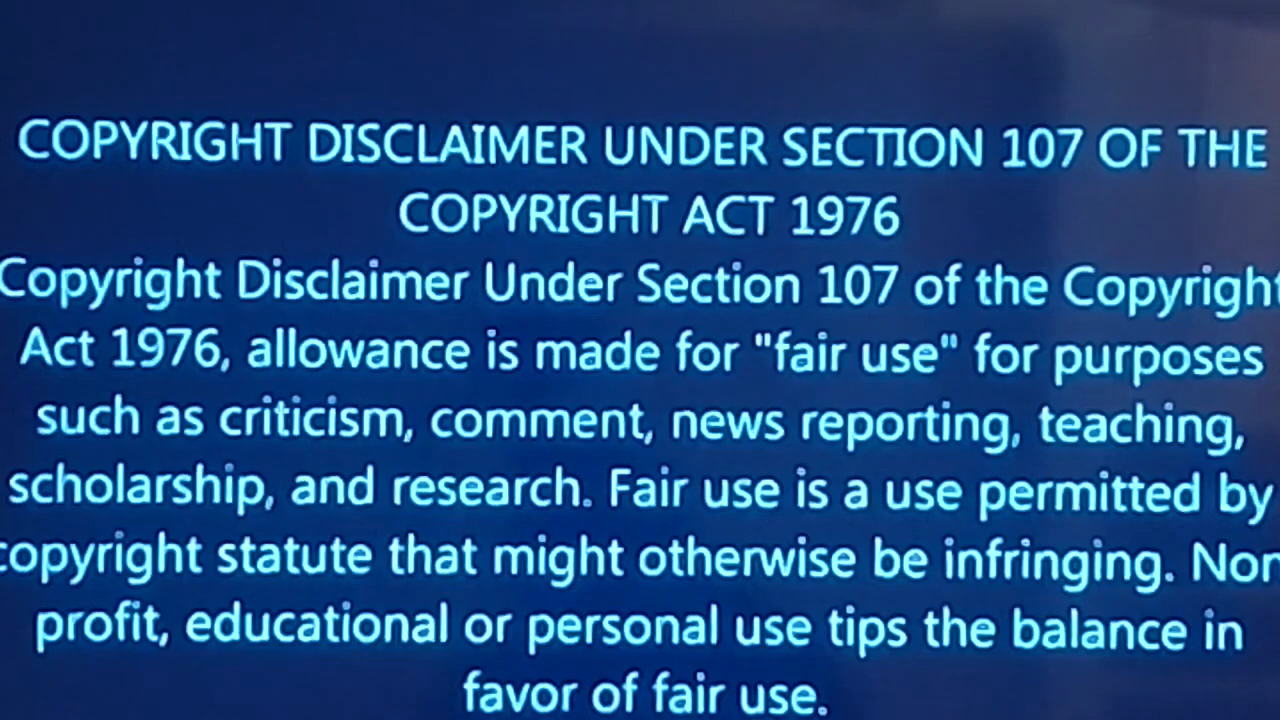 COPYRIGHT DISCLAIMER UNDER SECTION 107 OF THE
COPYRIGHT ACT 1976
Copyright Disclaimer Under Section 107 of the Copyright
Act 1976, allowance is made for "fair use" for purposes
such as criticism, comment, news reporting, teaching,
scholarship, and research. Fair use is a use permitted by
copyright statute that might otherwise be infringing. Non
profit, educational or personal use tips the balance in
favor of fair use.